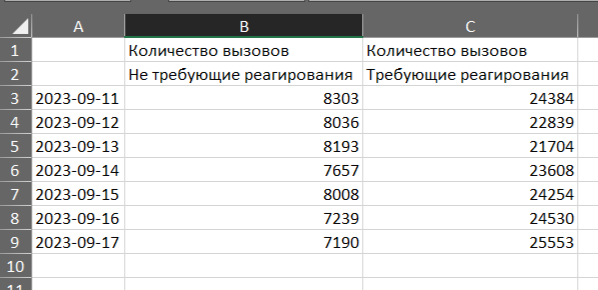 A B C
1 Количество вызовов Количество вызовов
2 Не требующие реагирования Требующие реагирования
3 2023-09-11 8303 24384
4 2023-09-12 8036 22839
5 2023-09-13 8193 21704
6 2023-09-14 7657 23608
7 2023-09-15 8008 24254
8 2023-09-16 7239 24530
9 2023-09-17 7190 25553
10
11